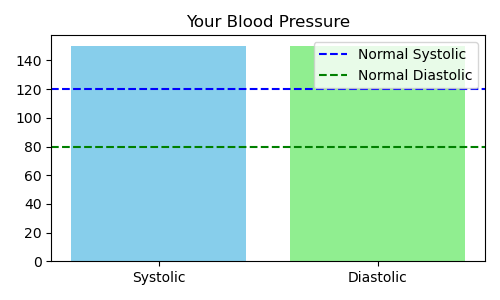 Your Blood Pressure
Normal Systolic
Normal Diastolic
140
120
100
80
60
40
20
0
Systolic
Diastolic